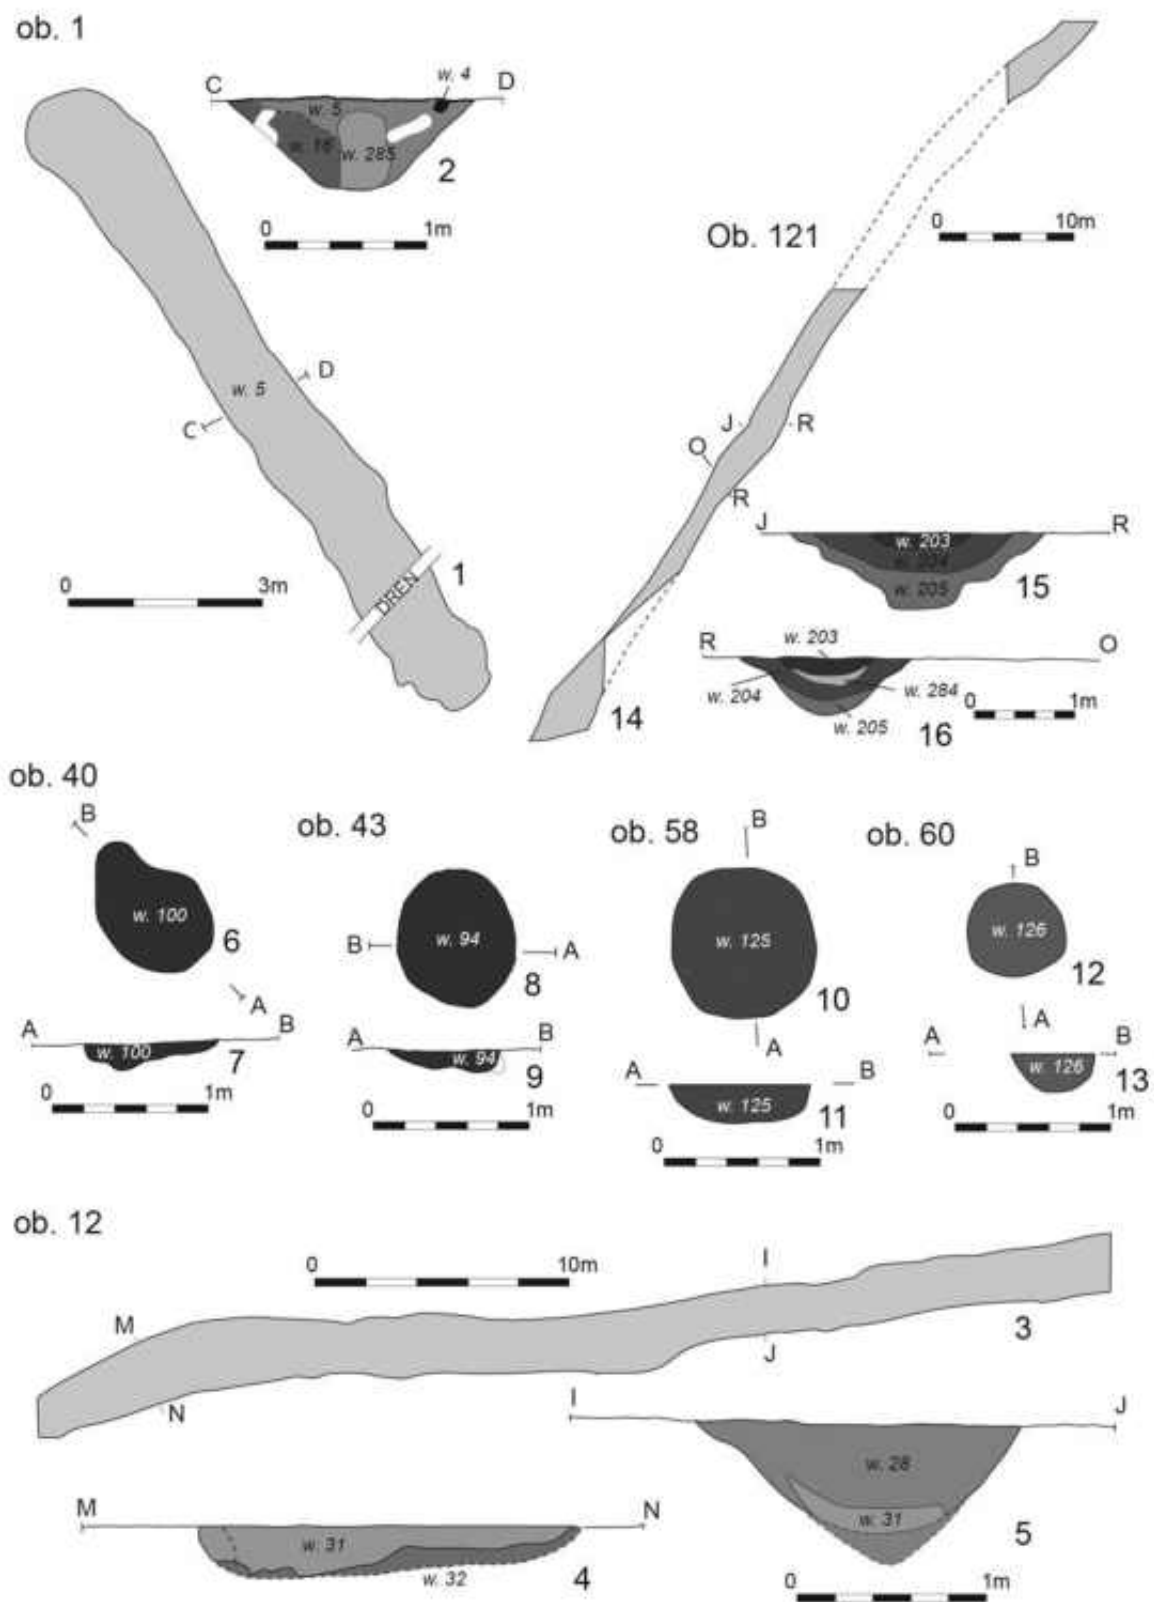 ob. 1
C
w. 4
D
w. 5
w. 16
w. 285
2
0
1m
w. 5
D
C
DREN
1
0
3m
Ob. 121
0
10m
J
R
O
R
14
J
R
w. 203
w. 204
w. 205
15
R
w. 203
O
w. 204
w. 284
w. 205
16
0
1m
ob. 40
B
w. 100
6
A
A
B
w. 100
7
0
1m
ob. 43
B
w. 94
A
8
A
B
w. 94
9
0
1m
ob. 58
B
w. 125
10
A
A
B
w. 125
11
0
1m
ob. 60
B
w. 126
12
A
A
B
w. 126
13
0
1m
ob. 12
0
10m
I
M
3
J
N
I
J
w. 28
w. 31
5
0
1m
M
N
w. 31
w. 32
4